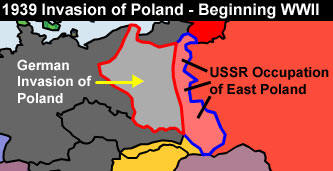 1939 Invasion of Poland - Beginning WWII
German
Invasion of
Poland
USSR Occupation
of East Poland